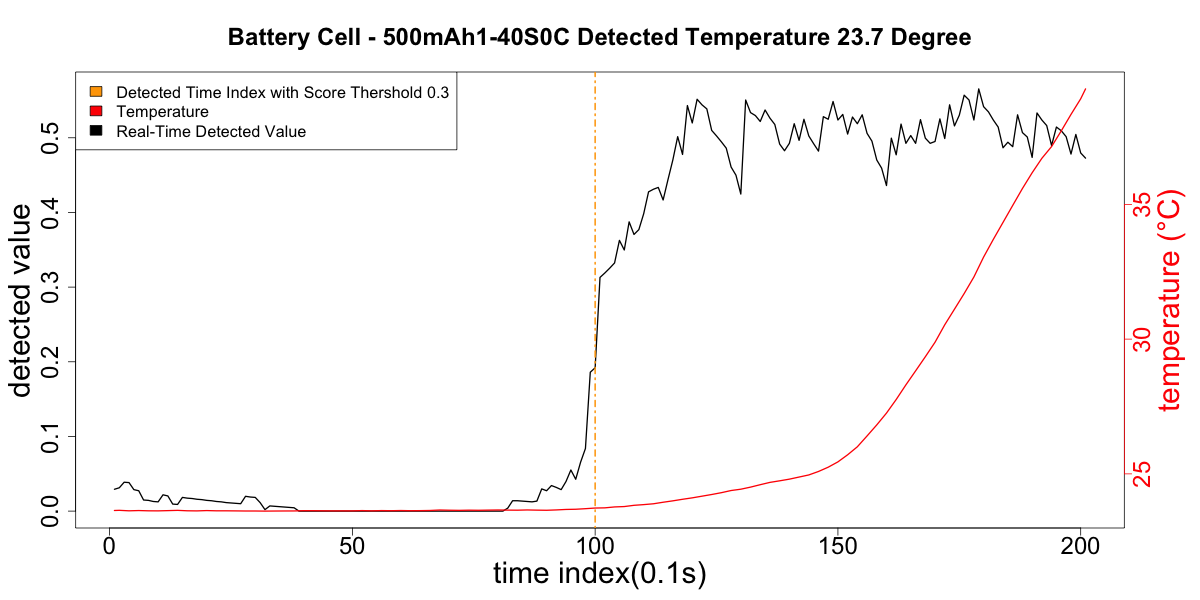 Battery Cell - 500mAh1-40S0C Detected Temperature 23.7 Degree
Detected Time Index with Score Thershold 0.3
Temperature
Real-Time Detected Value
detected value
0.0
0.1
0.2
0.3
0.4
0.5
0
50
100
150
200
time index(0.1s)
25
30
35
temperature (°C)